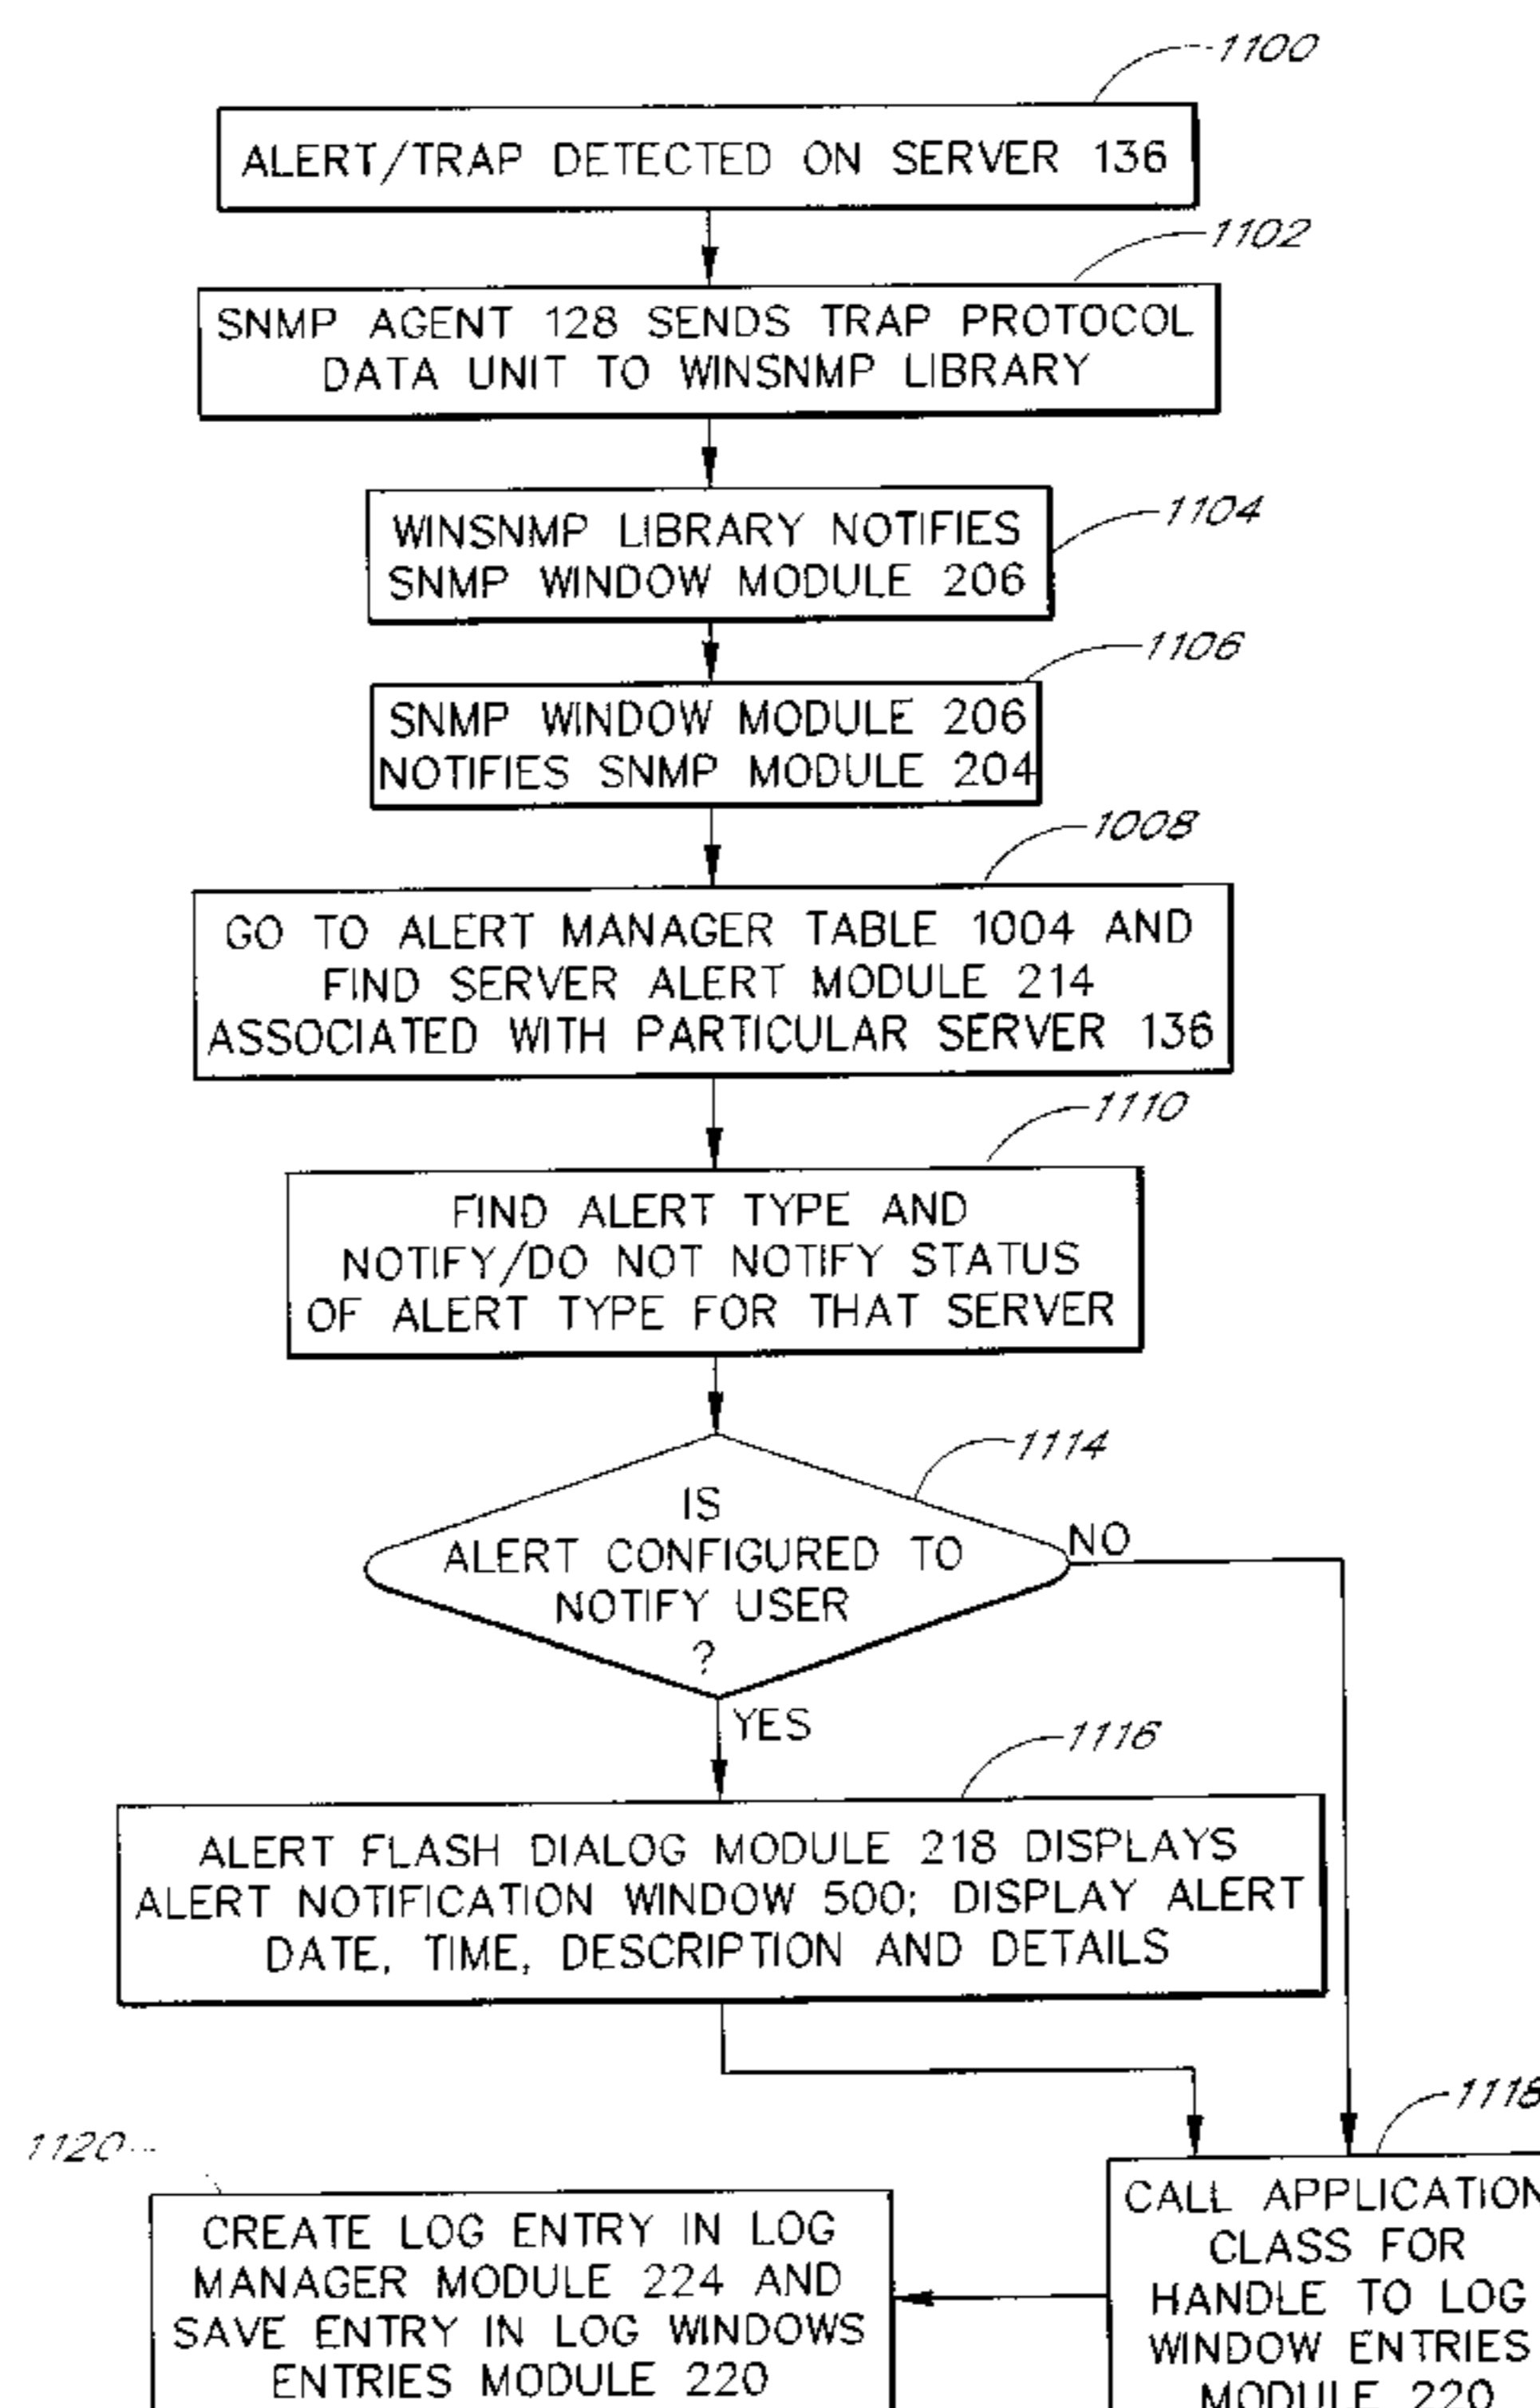 1100
ALERT/TRAP DETECTED ON SERVER 136
1102
SNMP AGENT 128 SENDS TRAP PROTOCOL
DATA UNIT TO WINSNMP LIBRARY
1104
WINSNMP LIBRARY NOTIFIES
SNMP WINDOW MODULE 206
1106
SNMP WINDOW MODULE 206
NOTIFIES SNMP MODULE 204
1008
GO TO ALERT MANAGER TABLE 1004 AND
FIND SERVER ALERT MODULE 214
ASSOCIATED WITH PARTICULAR SERVER 136
1110
FIND ALERT TYPE AND
NOTIFY/DO NOT NOTIFY STATUS
OF ALERT TYPE FOR THAT SERVER
1114
IS
ALERT CONFIGURED TO
NOTIFY USER
?
NO
YES
1116
ALERT FLASH DIALOG MODULE 218 DISPLAYS
ALERT NOTIFICATION WINDOW 500; DISPLAY ALERT
DATE, TIME, DESCRIPTION AND DETAILS
1118
CALL APPLICATION
CLASS FOR
HANDLE TO LOG
WINDOW ENTRIES
MODULE 220
1120
CREATE LOG ENTRY IN LOG
MANAGER MODULE 224 AND
SAVE ENTRY IN LOG WINDOWS
ENTRIES MODULE 220